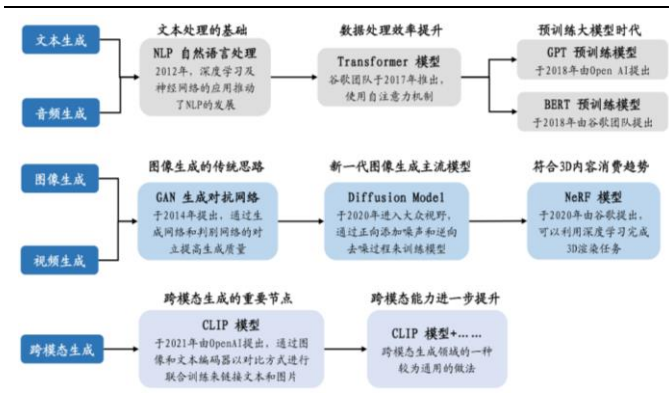 文本生成
音频生成
文本处理的基础
NLP 自然语言处理
2012年，深度学习及
神经网络的应用推动
了NLP的发展
数据处理效率提升
Transformer 模型
谷歌团队于2017年推出，
使用自注意力机制
预训练大模型时代
GPT 预训练模型
于2018年由Open AI提出
BERT 预训练模型
于2018年由谷歌团队提出
图像生成
视频生成
图像生成的传统思路
GAN 生成对抗网络
于2014年提出，通过生
成网络和判别网络的对
立提高生成质量
新一代图像生成主流模型
Diffusion Model
于2020年进入大众视野，
通过正向添加噪声和逆向
去噪过程来训练模型
符合3D内容消费趋势
NeRF 模型
于2020年由谷歌提出，
可以利用深度学习完成
3D渲染任务
跨模态生成
跨模态生成的重要节点
CLIP 模型
于2021年由OpenAI提出，通过图
像和文本编码器以对比方式进行
联合训练来链接文本和图片
跨模态能力进一步提升
CLIP 模型+……
跨模态生成领域的一种
较为通用的做法